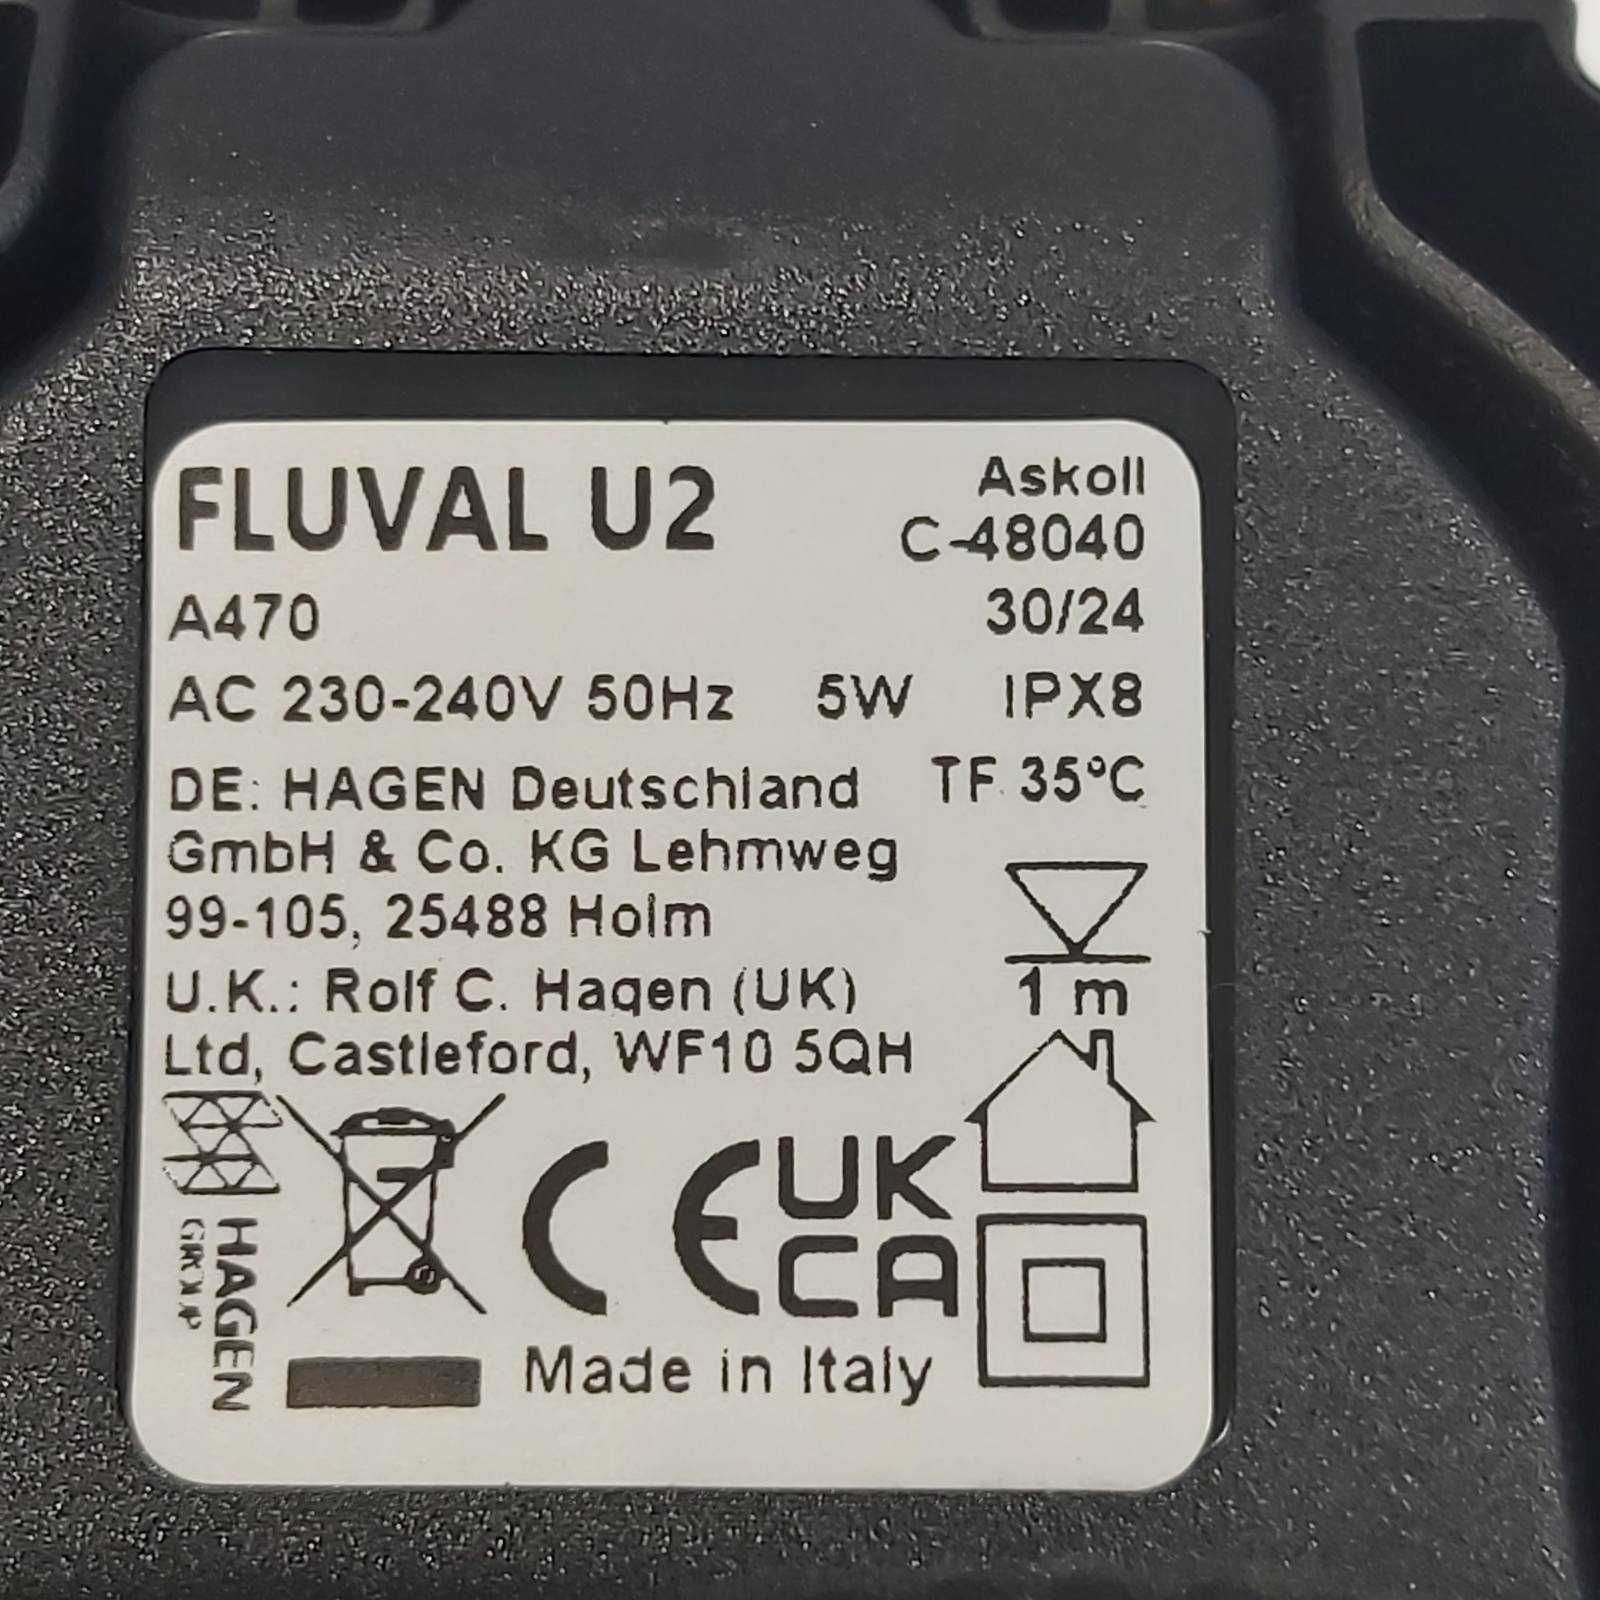 FLUVAL U2
Askoll
C-48040
A470
30/24
AC 230-240V 50Hz 5W IPX8
DE: HAGEN Deutschland
GmbH & Co. KG Lehmweg
99-105, 25488 Holm
TF 35°C
1 m
U.K.: Rolf C. Hagen (UK)
Ltd, Castleford, WF10 5QH
HAGEN
GROUP
CE
UK
CA
Made in Italy